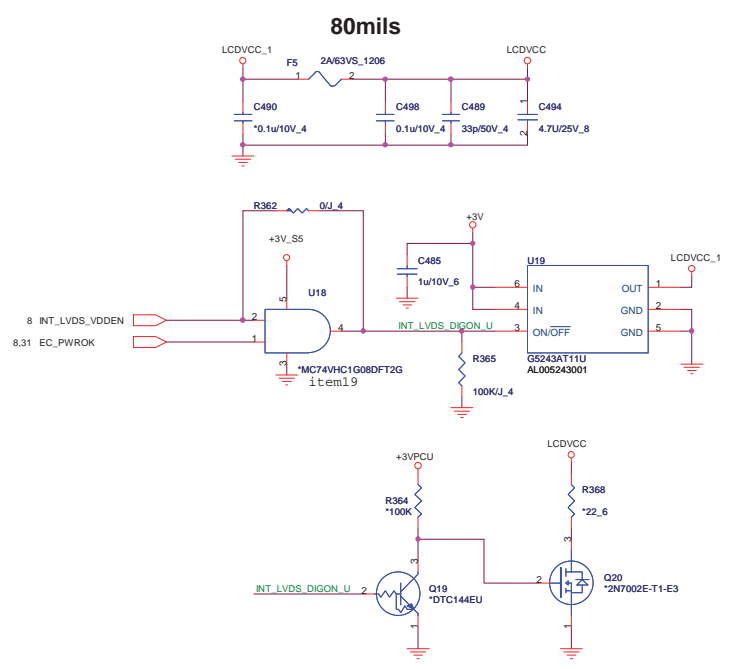 80mils
LCDVCC_1
LCDVCC
F5
2A/63VS_1206
1
2
C490
*0.1u/10V_4
C498
0.1u/10V_4
C489
33p/50V_4
1
2
C494
4.7U/25V_8
R362
0/J_4
+3V_S5
+3V
5
U18
C485
1u/10V_6
U19
LCDVCC_1
6
IN
OUT
1
4
IN
GND
2
3
ON/OFF
GND
5
8 INT_LVDS_VDDEN
2
4
INT_LVDS_DIGON_U
8,31 EC_PWROK
1
3
*MC74VHC1G08DFT2G
item19
R365
100K/J_4
G5243AT11U
AL005243001
+3VPCU
LCDVCC
R364
*100K
R368
*22_6
3
3
INT_LVDS_DIGON_U
2
Q19
*DTC144EU
2
Q20
*2N7002E-T1-E3
1
1